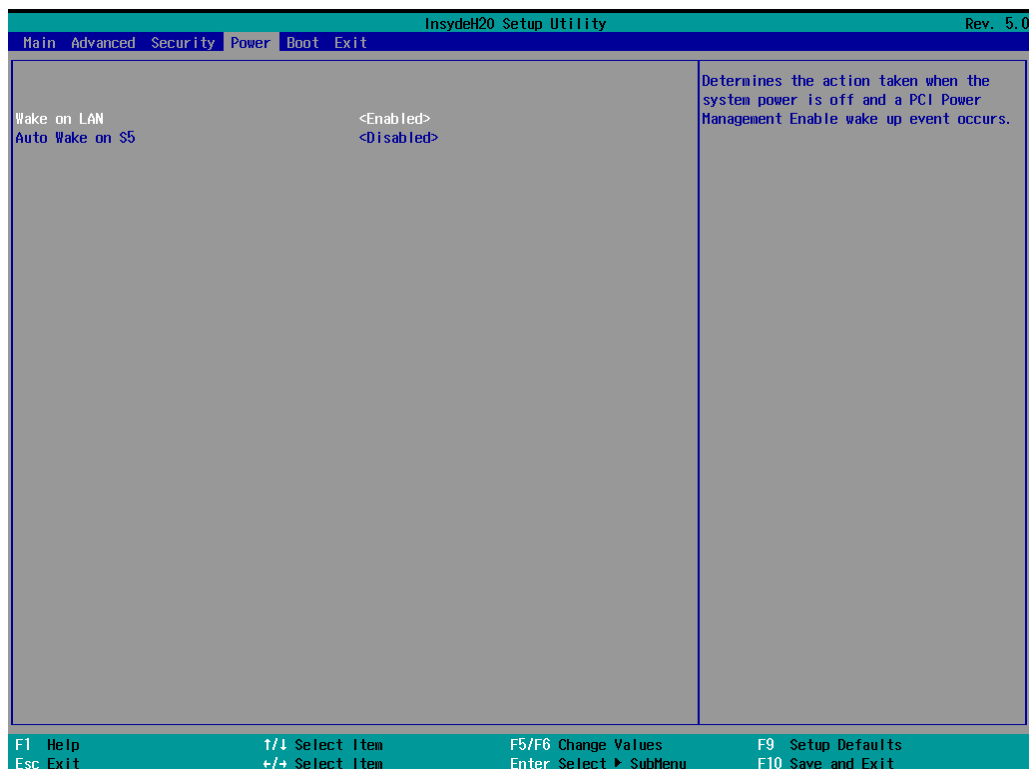 InsydeH20 Setup Utility Rev. 5.0
Main Advanced Security Power Boot Exit
Wake on LAN <Enabled>
Auto Wake on S5 <Disabled>
Determines the action taken when the
system power is off and a PCI Power
Management Enable wake up event occurs.
F1 Help ↑/↓ Select Item F5/F6 Change Values F9 Setup Defaults
Esc Exit ←/→ Select Item Enter Select ▶ SubMenu F10 Save and Exit